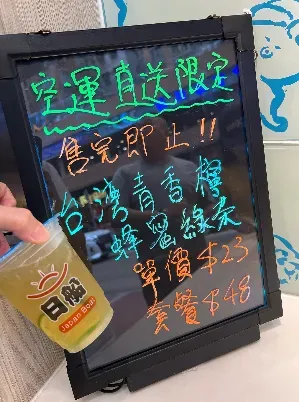 空運直送限定
售完即止!!
台湾青香檸
蜂蜜綠茶
單價$23
套餐$48
日船
Japan Boat